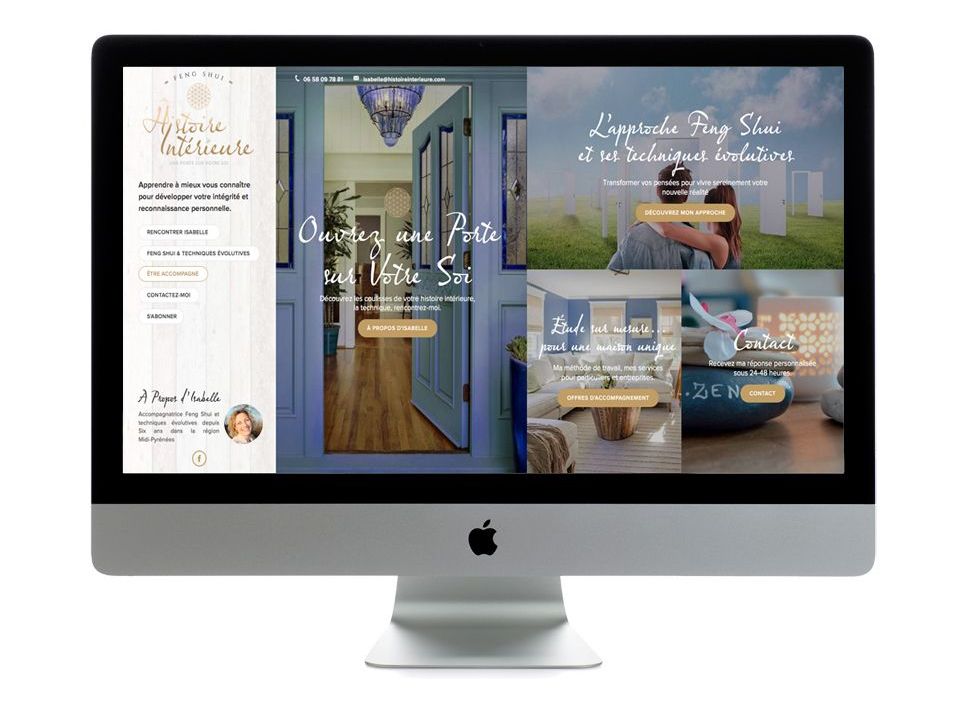 FENG SHUI
Histoire
Intérieure
UNE PORTE SUR VOTRE SOI
Apprendre à mieux vous connaître
pour développer votre intégrité et
reconnaissance personnelle.
RENCONTRER ISABELLE
FENG SHUI & TECHNIQUES ÉVOLUTIVES
ÊTRE ACCOMPAGNÉ
CONTACTEZ-MOI
S'ABONNER
À Propos d'Isabelle
Accompagnatrice Feng Shui et
techniques évolutives depuis
Six ans dans la région
Midi-Pyrénées
f
06 58 09 78 81 isabelle@histoireinterieure.com
Ouvrez une Porte
sur Votre Soi
Découvrez les coulisses de votre histoire intérieure,
la technique, rencontrez-moi.
À PROPOS D'ISABELLE
L'approche Feng Shui
et ses techniques évolutives
Transformer vos pensées pour vivre sereinement votre
nouvelle réalité
DÉCOUVREZ MON APPROCHE
Étude sur mesure...
pour une maison unique
Ma méthode de travail, mes services
pour particuliers et entreprises.
OFFRES D'ACCOMPAGNEMENT
Contact
Recevez ma réponse personnalisée
sous 24-48 heures.
ZEN
CONTACT